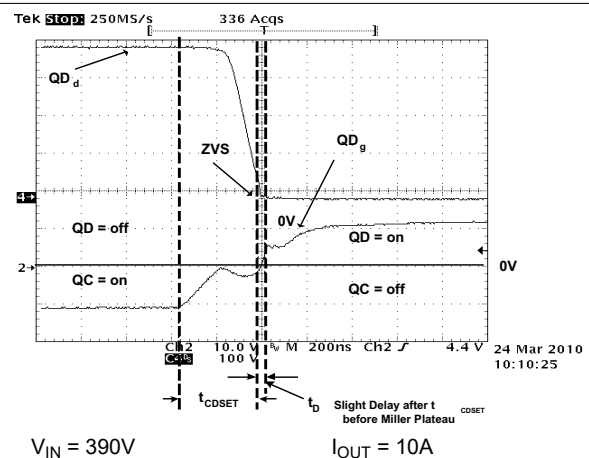 Tek Stop: 250MS/s 336 Acqs
QDd
ZVS
QDg
4→
0V
QD = off
QD = on
2→
0V
QC = on
QC = off
Ch2 10.0 V BW M 200ns Ch2 4.4 V
100 V
24 Mar 2010
10:10:25
tCDSET
tD
Slight Delay after tCDSET
before Miller Plateau
VIN = 390V
IOUT = 10A